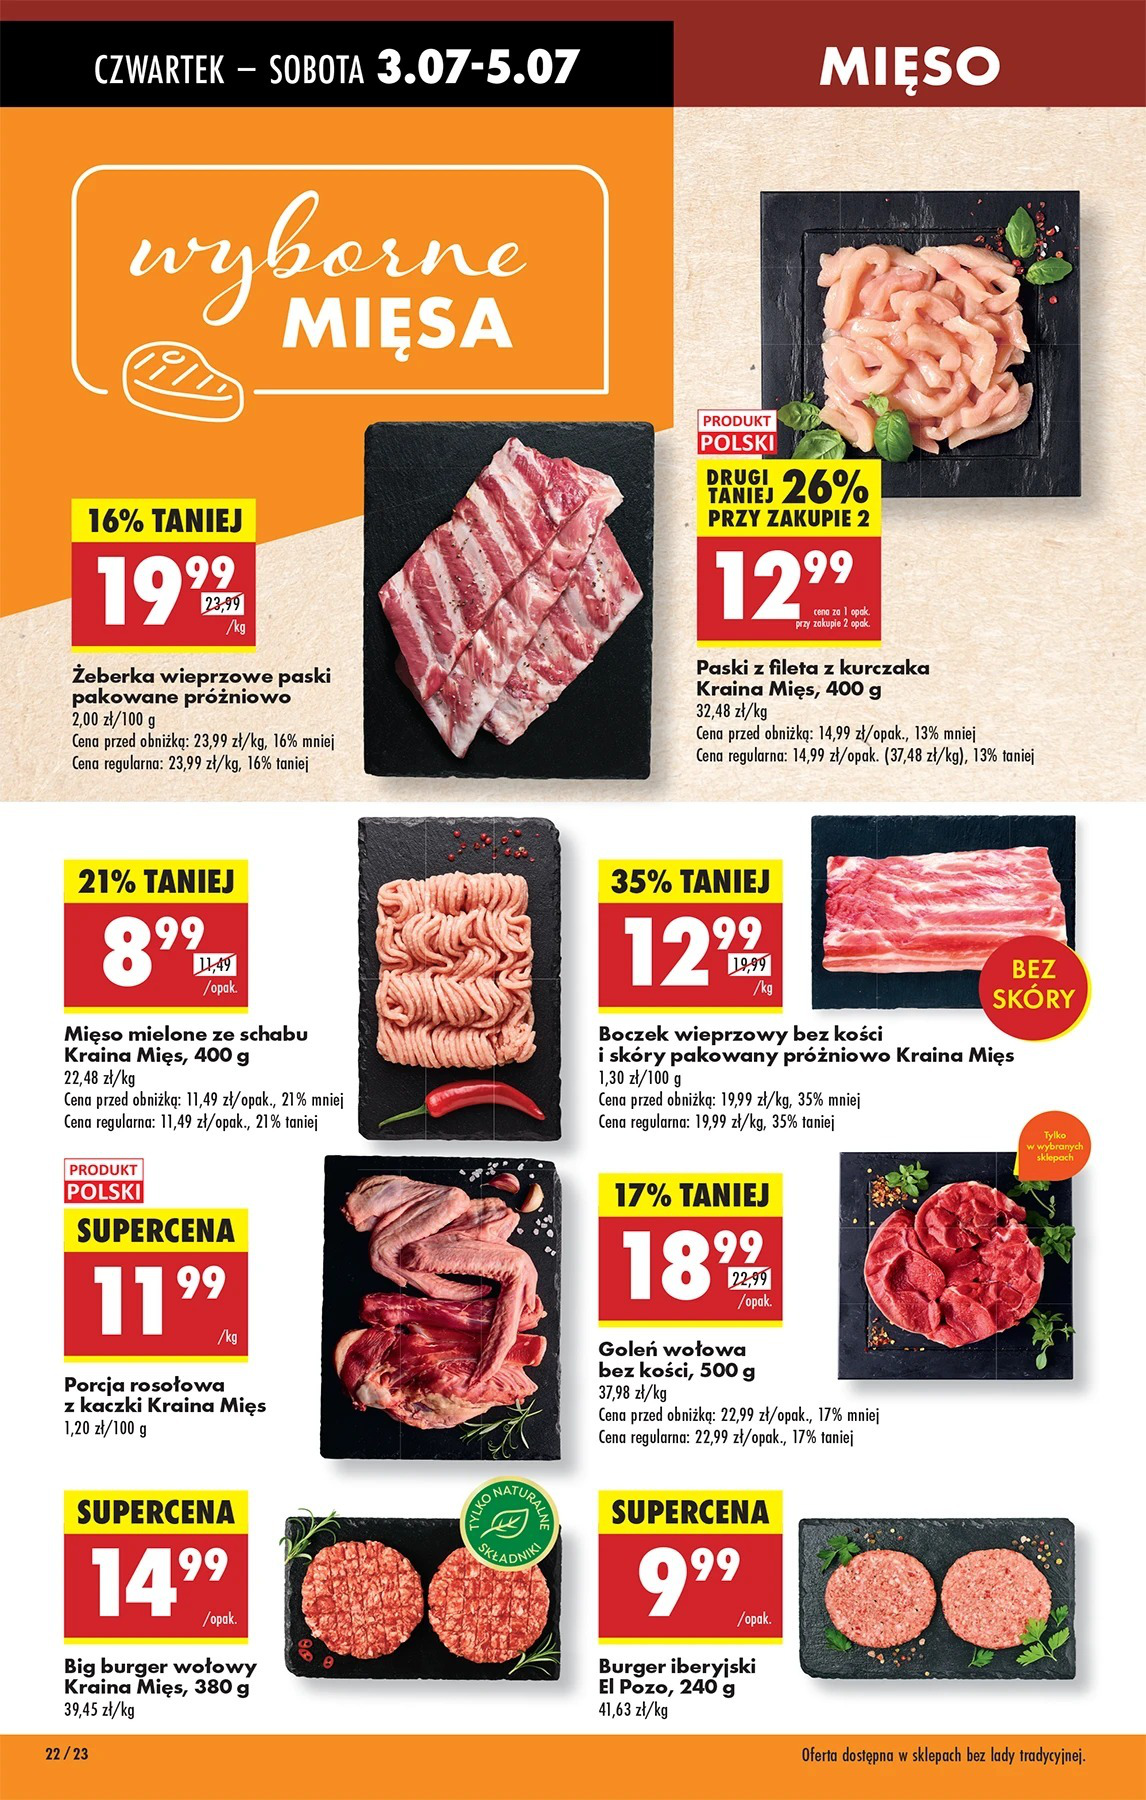 CZWARTEK – SOBOTA 3.07-5.07
MIĘSO
wyborne
MIĘSA
PRODUKT
POLSKI
DRUGI
TANIEJ 26%
PRZY ZAKUPIE 2
12 99
cena za 1 opak.
przy zakupie 2 opak.
Paski z fileta z kurczaka
Kraina Mięs, 400 g
32,48 zł/kg
Cena przed obniżką: 14,99 zł/opak., 13% mniej
Cena regularna: 14,99 zł/opak. (37,48 zł/kg), 13% taniej
16% TANIEJ
19 99
23,99
/kg
Żeberka wieprzowe paski
pakowane próżniowo
2,00 zł/100 g
Cena przed obniżką: 23,99 zł/kg, 16% mniej
Cena regularna: 23,99 zł/kg, 16% taniej
21% TANIEJ
8 99
11,49
/opak.
Mięso mielone ze schabu
Kraina Mięs, 400 g
22,48 zł/kg
Cena przed obniżką: 11,49 zł/opak., 21% mniej
Cena regularna: 11,49 zł/opak., 21% taniej
35% TANIEJ
12 99
19,99
/kg
BEZ
SKÓRY
Boczek wieprzowy bez kości
i skóry pakowany próżniowo Kraina Mięs
1,30 zł/100 g
Cena przed obniżką: 19,99 zł/kg, 35% mniej
Cena regularna: 19,99 zł/kg, 35% taniej
PRODUKT
POLSKI
SUPERCENA
11 99
/kg
Porcja rosołowa
z kaczki Kraina Mięs
1,20 zł/100 g
Tylko
w wybranych
sklepach
17% TANIEJ
18 99
22,99
/opak.
Goleń wołowa
bez kości, 500 g
37,98 zł/kg
Cena przed obniżką: 22,99 zł/opak., 17% mniej
Cena regularna: 22,99 zł/opak., 17% taniej
SUPERCENA
14 99
/opak.
TYLKO NATURALNE
SKŁADNIKI
Big burger wołowy
Kraina Mięs, 380 g
39,45 zł/kg
SUPERCENA
9 99
/opak.
Burger iberyjski
El Pozo, 240 g
41,63 zł/kg
22 / 23
Oferta dostępna w sklepach bez lady tradycyjnej.